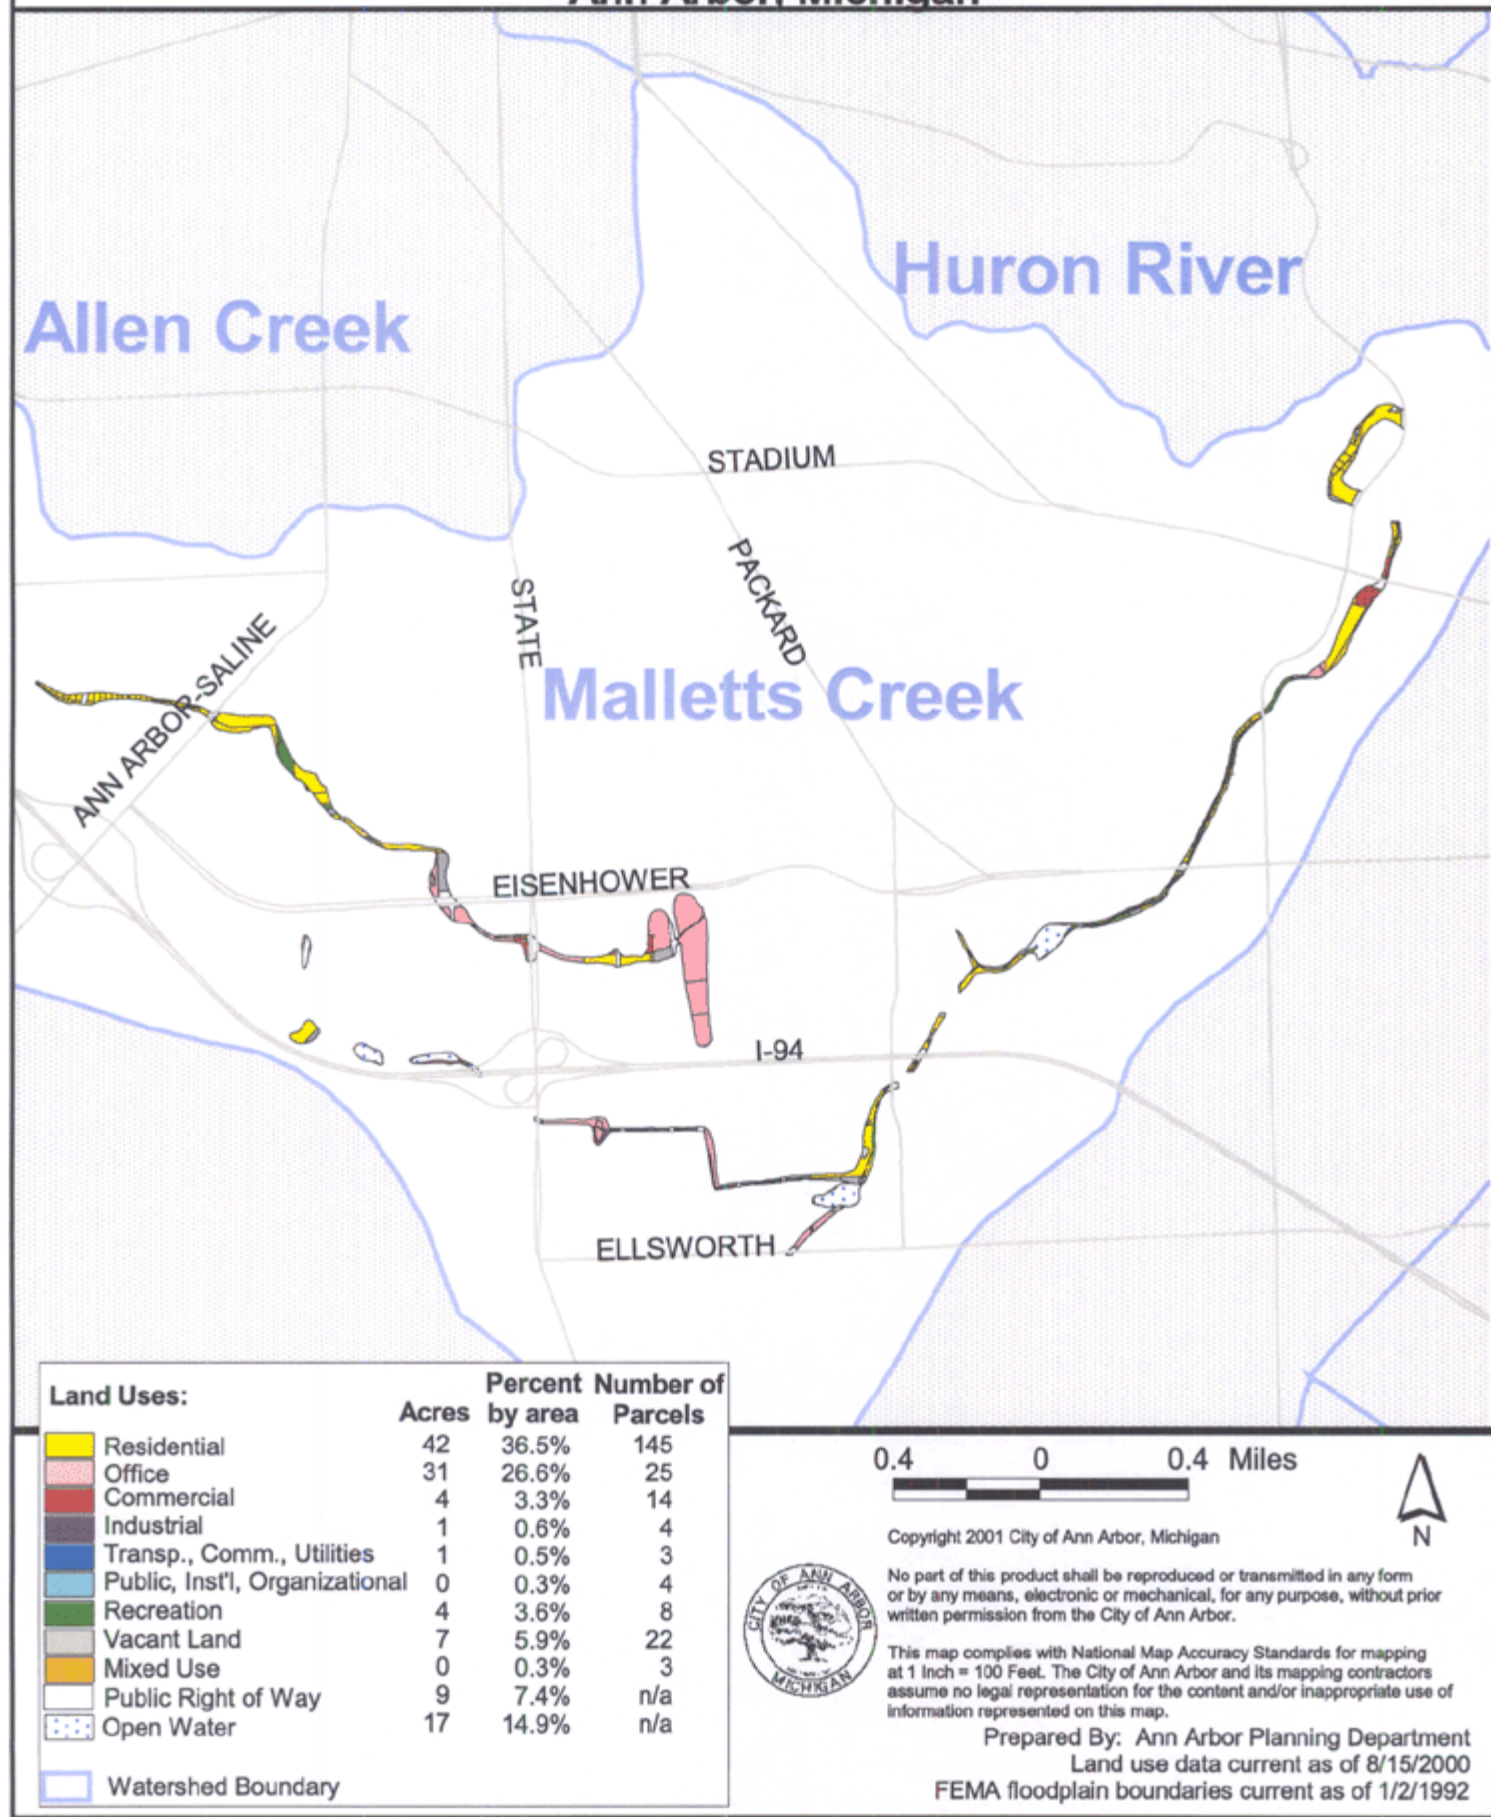 Ann Arbor, Michigan
Huron River
Allen Creek
STADIUM
PACKARD
STATE
ANN ARBOR-SALINE
Malletts Creek
EISENHOWER
I-94
ELLSWORTH
Land Uses: Acres Percent by area Number of Parcels
Residential 42 36.5% 145
Office 31 26.6% 25
Commercial 4 3.3% 14
Industrial 1 0.6% 4
Transp., Comm., Utilities 1 0.5% 3
Public, Inst'l, Organizational 0 0.3% 4
Recreation 4 3.6% 8
Vacant Land 7 5.9% 22
Mixed Use 0 0.3% 3
Public Right of Way 9 7.4% n/a
Open Water 17 14.9% n/a
Watershed Boundary
0.4 0 0.4 Miles
N
Copyright 2001 City of Ann Arbor, Michigan
No part of this product shall be reproduced or transmitted in any form
or by any means, electronic or mechanical, for any purpose, without prior
written permission from the City of Ann Arbor.
CITY OF ANN ARBOR
MICHIGAN
This map complies with National Map Accuracy Standards for mapping
at 1 Inch = 100 Feet. The City of Ann Arbor and its mapping contractors
assume no legal representation for the content and/or inappropriate use of
information represented on this map.
Prepared By: Ann Arbor Planning Department
Land use data current as of 8/15/2000
FEMA floodplain boundaries current as of 1/2/1992